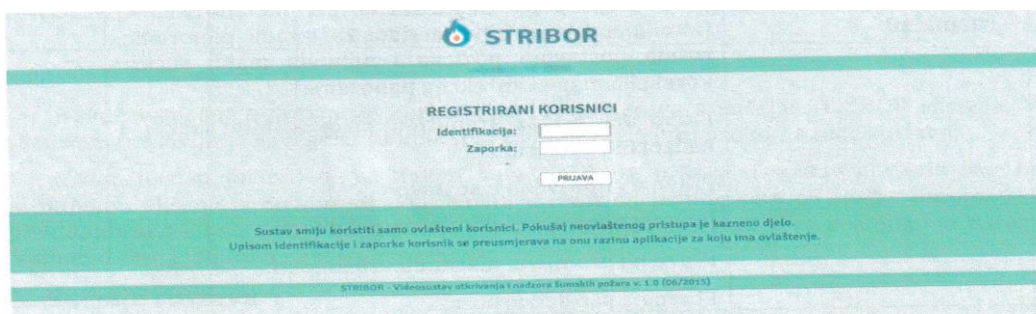 STRIBOR
REGISTRIRANI KORISNICI
Identifikacija:
Zaporka:
PRIJAVA
Sustav smiju koristiti samo ovlašteni korisnici. Pokušaj neovlaštenog pristupa je kazneno djelo.
Upisom identifikacije i zaporke korisnik se preusmjerava na onu razinu aplikacije za koju ima ovlaštenje.
STRIBOR - Videosustav otkrivanja i nadzora šumskih požara v. 1.0 (06/2015)